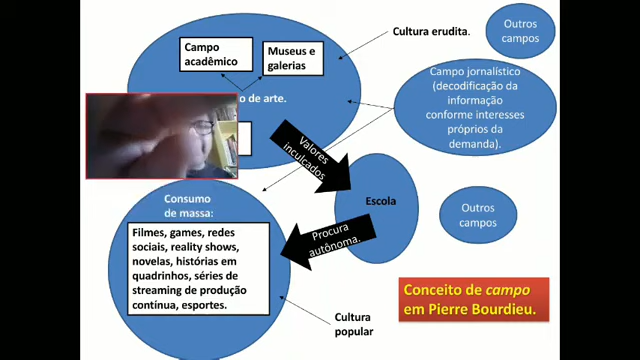 Outros
campos
Cultura erudita.
Campo
acadêmico
Museus e
galerias
Campo jornalístico
(decodificação da
informação
conforme interesses
próprios da
demanda).
o de arte.
Valores
inculcados
Escola
Outros
campos
Procura
autônoma.
Consumo
de massa:
Filmes, games, redes
sociais, reality shows,
novelas, histórias em
quadrinhos, séries de
streaming de produção
contínua, esportes.
Conceito de campo
em Pierre Bourdieu.
Cultura
popular